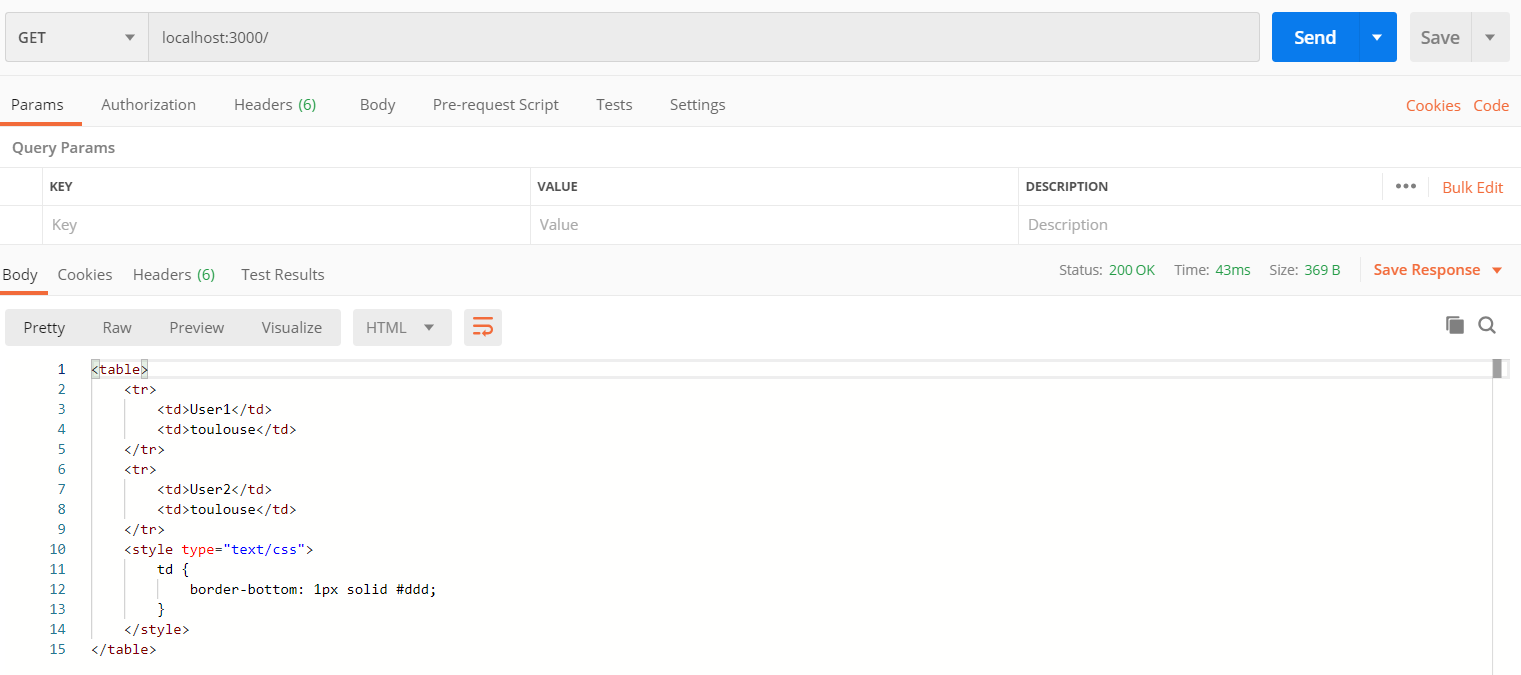 GET localhost:3000/ Send Save
Params Authorization Headers (6) Body Pre-request Script Tests Settings Cookies Code
Query Params
KEY VALUE DESCRIPTION ••• Bulk Edit
Key Value Description
Body Cookies Headers (6) Test Results Status: 200 OK Time: 43ms Size: 369 B Save Response
Pretty Raw Preview Visualize HTML
1 <table>
2 <tr>
3 <td>User1</td>
4 <td>toulouse</td>
5 </tr>
6 <tr>
7 <td>User2</td>
8 <td>toulouse</td>
9 </tr>
10 <style type="text/css">
11 td {
12 border-bottom: 1px solid #ddd;
13 }
14 </style>
15 </table>